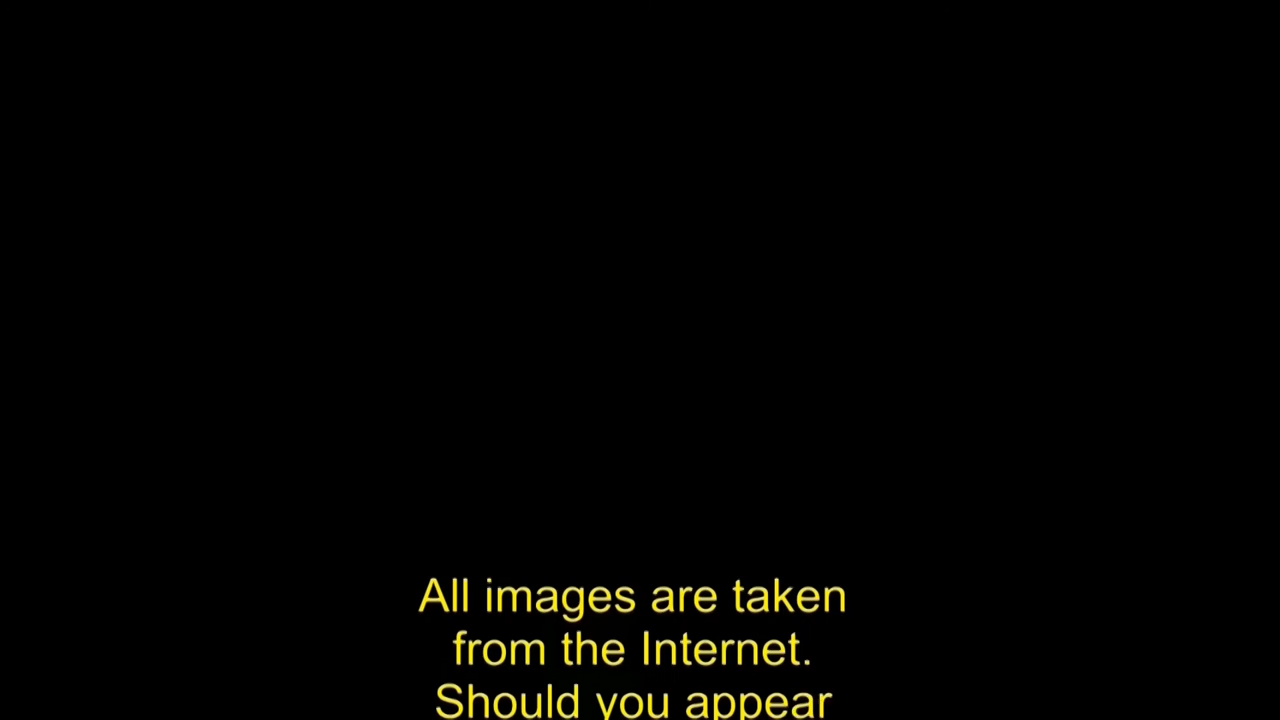 All images are taken
from the Internet.
Should you appear